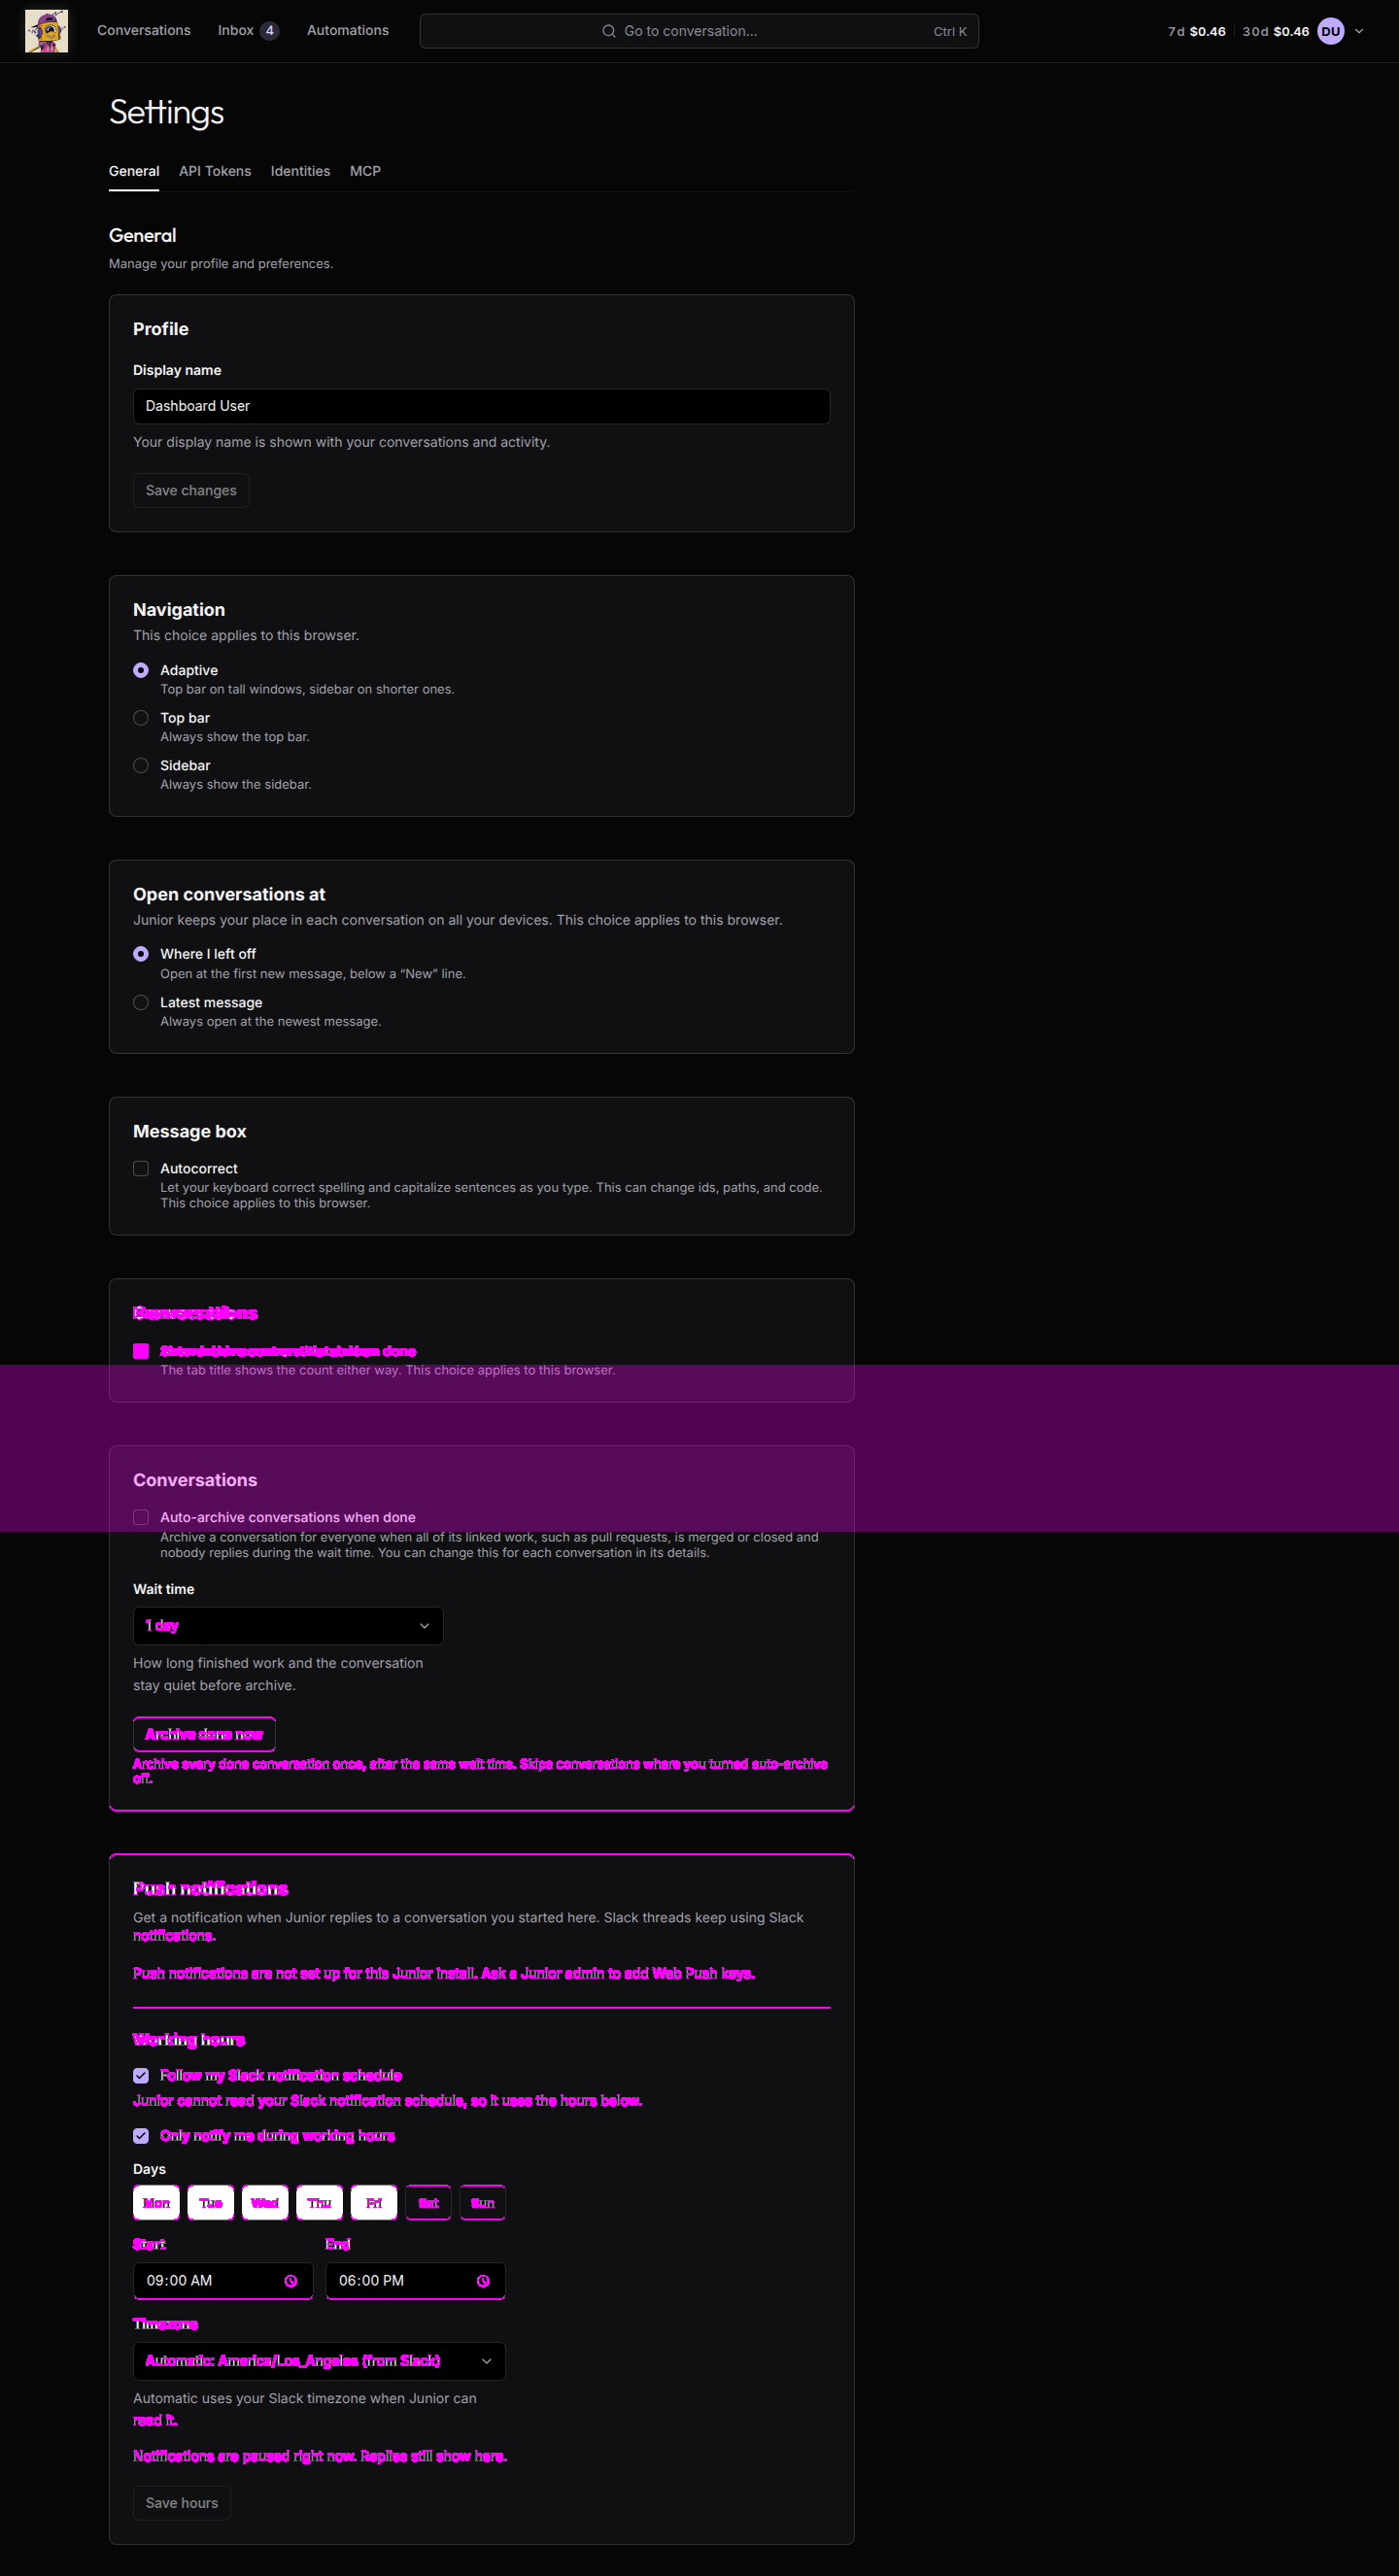 Conversations
Inbox 4
Automations
Go to conversation...
Ctrl K
7d $0.46
30d $0.46
DU
Settings
General
API Tokens
Identities
MCP
General
Manage your profile and preferences.
Profile
Display name
Dashboard User
Your display name is shown with your conversations and activity.
Save changes
Navigation
This choice applies to this browser.
Adaptive
Top bar on tall windows, sidebar on shorter ones.
Top bar
Always show the top bar.
Sidebar
Always show the sidebar.
Open conversations at
Junior keeps your place in each conversation on all your devices. This choice applies to this browser.
Where I left off
Open at the first new message, below a “New” line.
Latest message
Always open at the newest message.
Message box
Autocorrect
Let your keyboard correct spelling and capitalize sentences as you type. This can change ids, paths, and code.
This choice applies to this browser.
The tab title shows the count either way. This choice applies to this browser.
Conversations
Auto-archive conversations when done
Archive a conversation for everyone when all of its linked work, such as pull requests, is merged or closed and
nobody replies during the wait time. You can change this for each conversation in its details.
Wait time
1 day
How long finished work and the conversation
stay quiet before archive.
Archive done now
Archive every done conversation once, after the same wait time. Skips conversations where you turned auto-archive
off.
Push notifications
Get a notification when Junior replies to a conversation you started here. Slack threads keep using Slack
notifications.
Push notifications are not set up for this Junior install. Ask a Junior admin to add Web Push keys.
Working hours
Follow my Slack notification schedule
Junior cannot read your Slack notification schedule, so it uses the hours below.
Only notify me during working hours
Days
Mon Tue Wed Thu Fri Sat Sun
Start
End
09:00 AM
06:00 PM
Timezone
Automatic: America/Los_Angeles (from Slack)
Automatic uses your Slack timezone when Junior can
read it.
Notifications are paused right now. Replies still show here.
Save hours